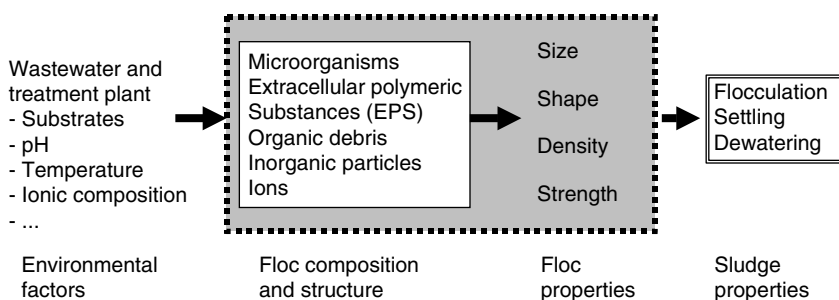 Wastewater and
treatment plant
- Substrates
- pH
- Temperature
- Ionic composition
- ...
Microorganisms
Extracellular polymeric
Substances (EPS)
Organic debris
Inorganic particles
Ions
Size
Shape
Density
Strength
Flocculation
Settling
Dewatering
Environmental
factors
Floc composition
and structure
Floc
properties
Sludge
properties